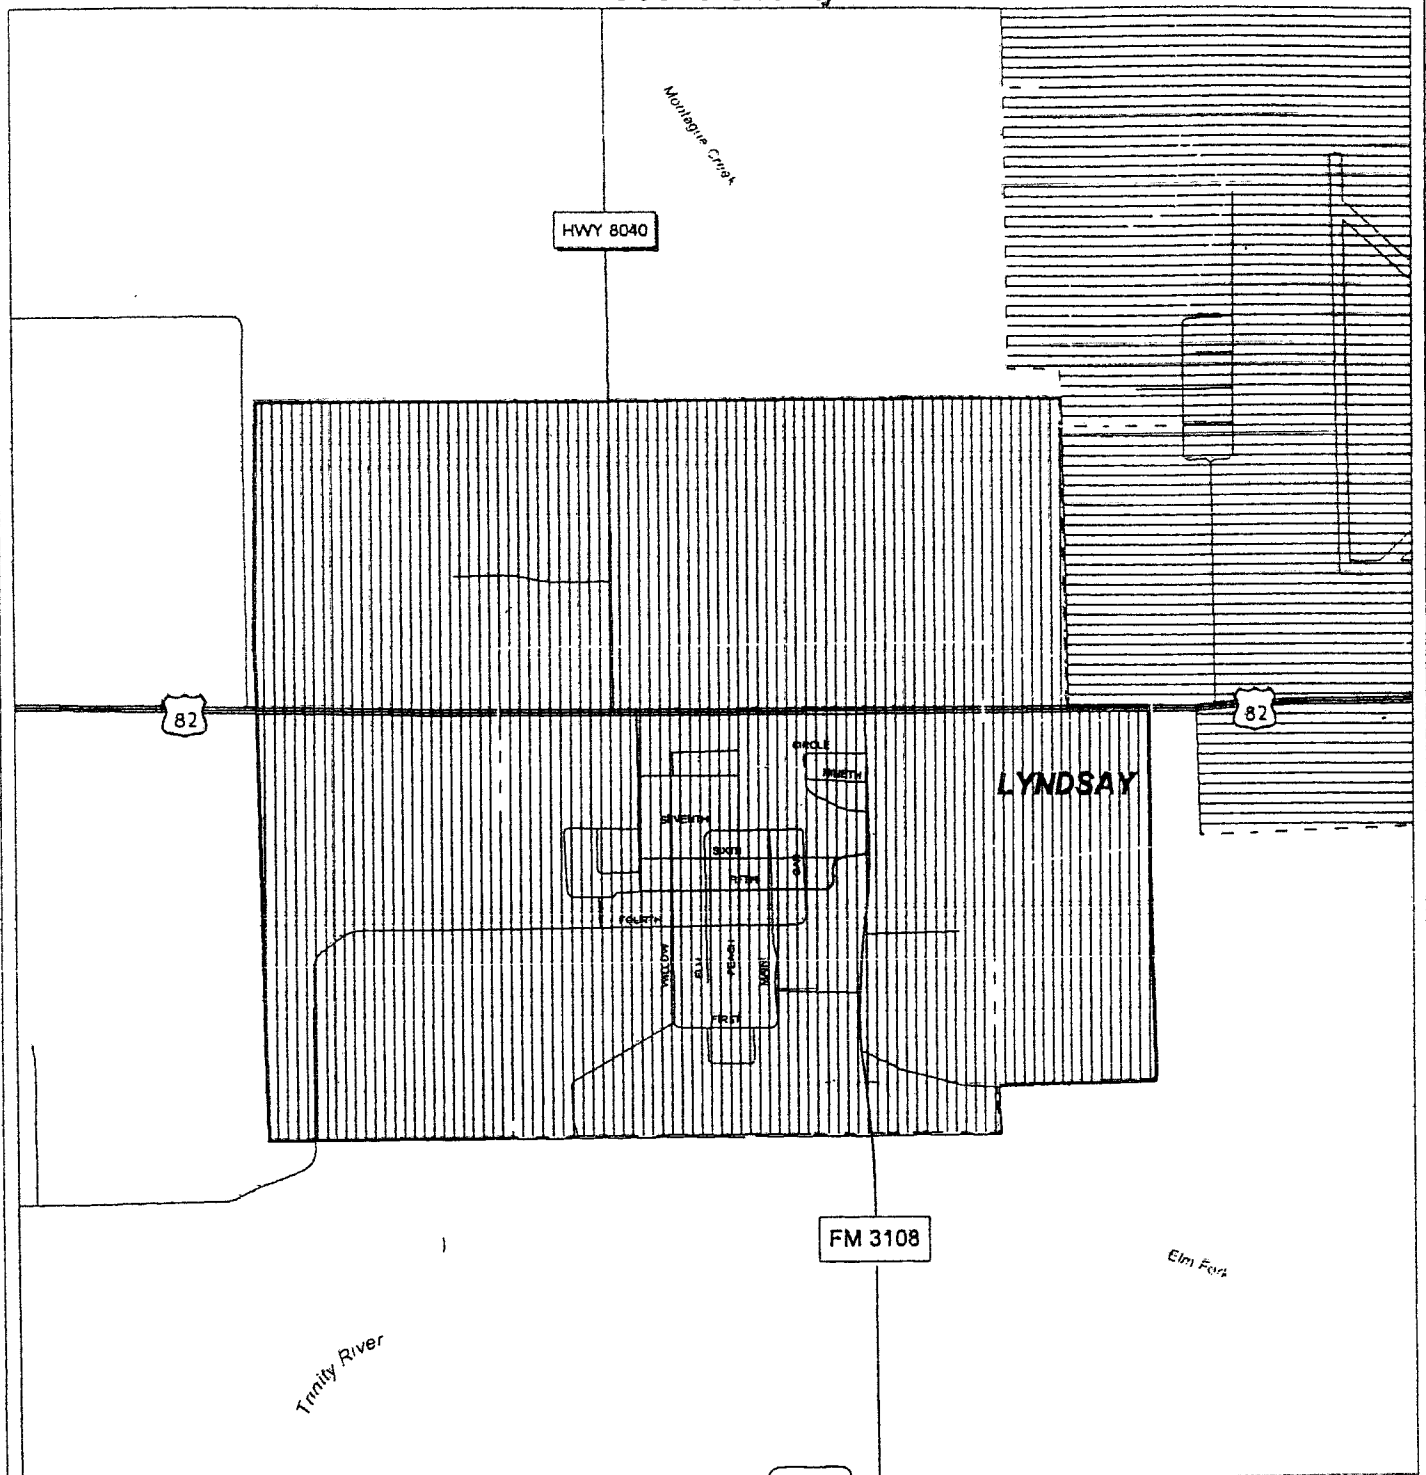 Montague Creek
HWY 8040
82
82
CIRCLE
LYNDSAY
SEVENTH
SIXTH
OAK
FIFTH
FOURTH
WILLOW
ELM
PEACH
MAIN
FIRST
FM 3108
Elm Fork
Trinity River